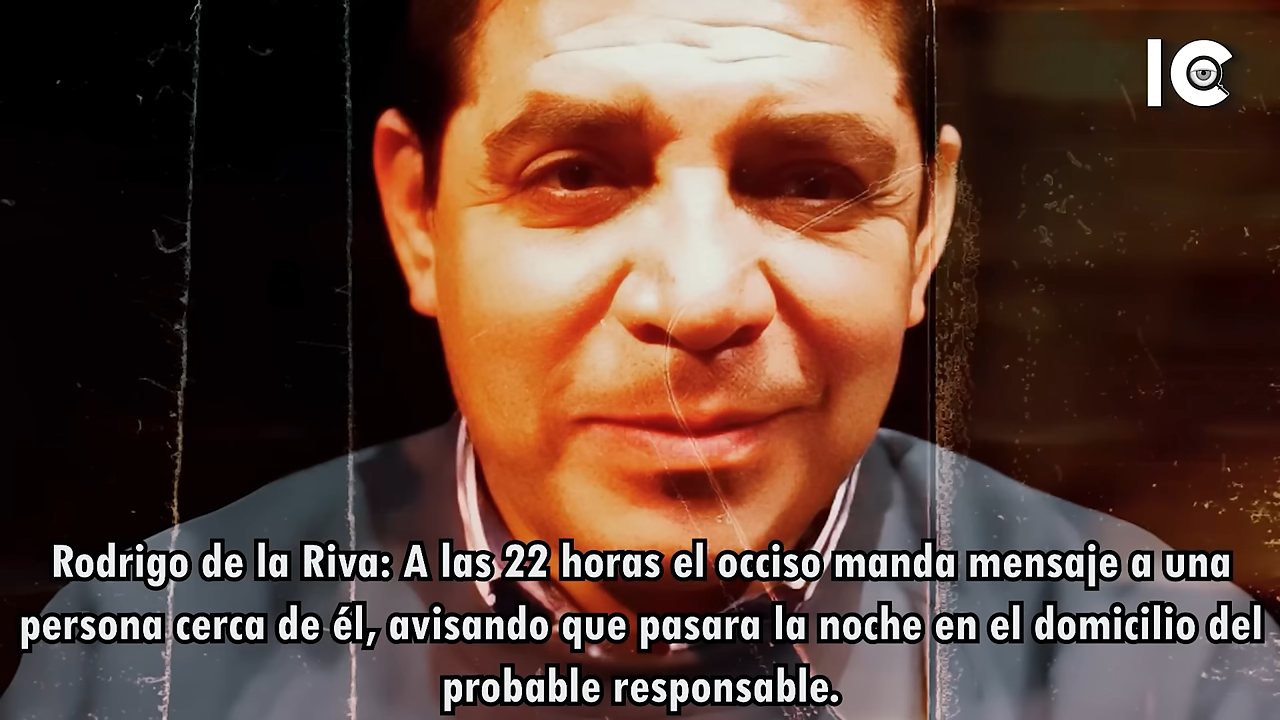 IC
Rodrigo de la Riva: A las 22 horas el occiso manda mensaje a una
persona cerca de él, avisando que pasara la noche en el domicilio del
probable responsable.